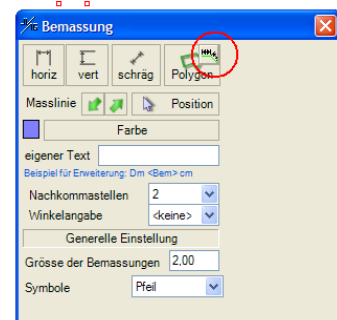 Bemassung
horiz vert schräg Polygon
Masslinie Position
Farbe
eigener Text
Beispiel für Erweiterung: Dm <Bem> cm
Nachkommastellen 2
Winkelangabe <keine>
Generelle Einstellung
Grösse der Bemassungen 2,00
Symbole Pfeil